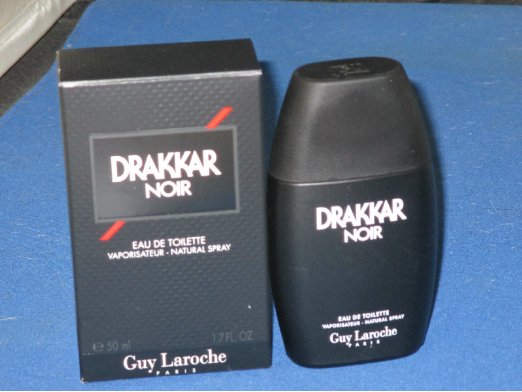 DRAKKAR
NOIR
EAU DE TOILETTE
VAPORISATEUR - NATURAL SPRAY
℮ 50 ml 1.7 FL. OZ.
Guy Laroche
PARIS
DRAKKAR
NOIR
EAU DE TOILETTE
VAPORISATEUR - NATURAL SPRAY
Guy Laroche
PARIS